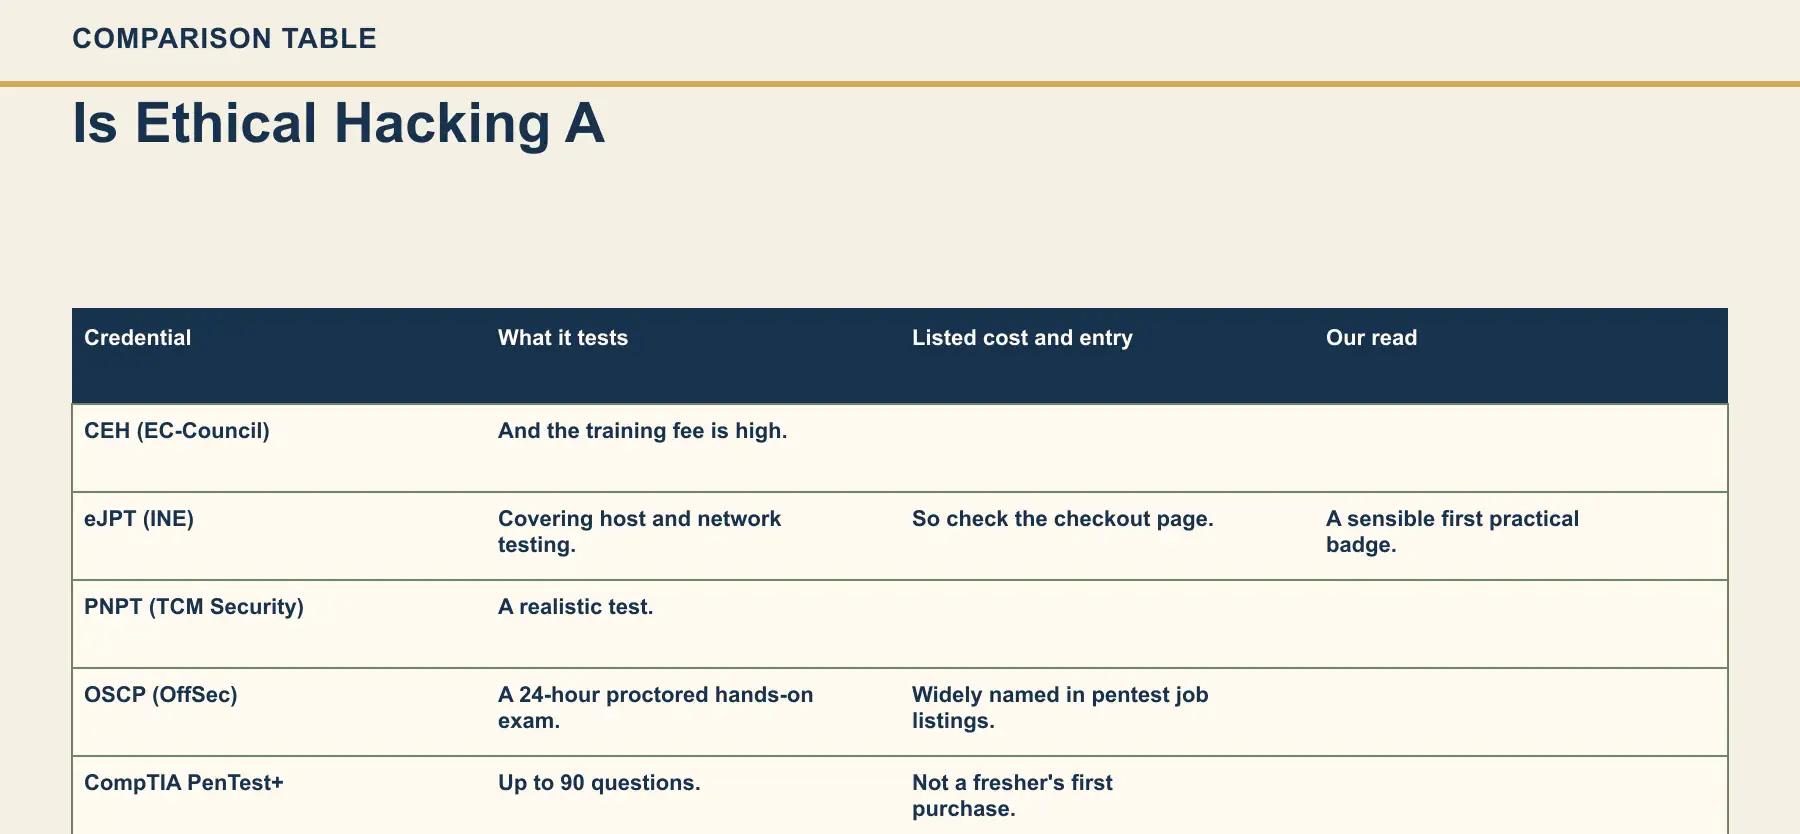 COMPARISON TABLE
Is Ethical Hacking A
Credential What it tests Listed cost and entry Our read
CEH (EC-Council) And the training fee is high.
eJPT (INE) Covering host and network So check the checkout page. A sensible first practical
testing. badge.
PNPT (TCM Security) A realistic test.
OSCP (OffSec) A 24-hour proctored hands-on Widely named in pentest job
exam. listings.
CompTIA PenTest+ Up to 90 questions. Not a fresher's first
purchase.